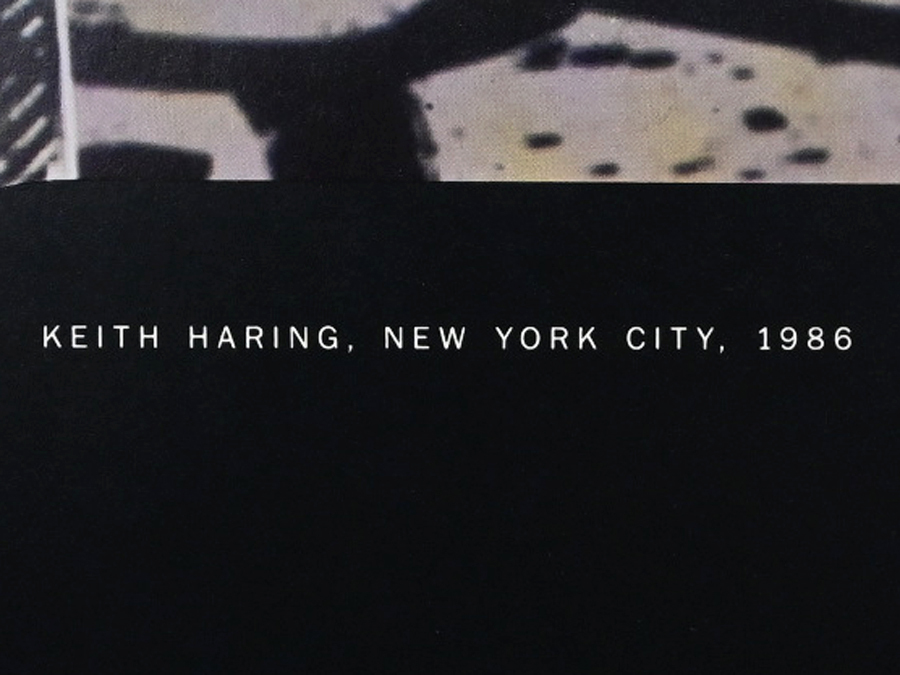 KEITH HARING, NEW YORK CITY, 1986